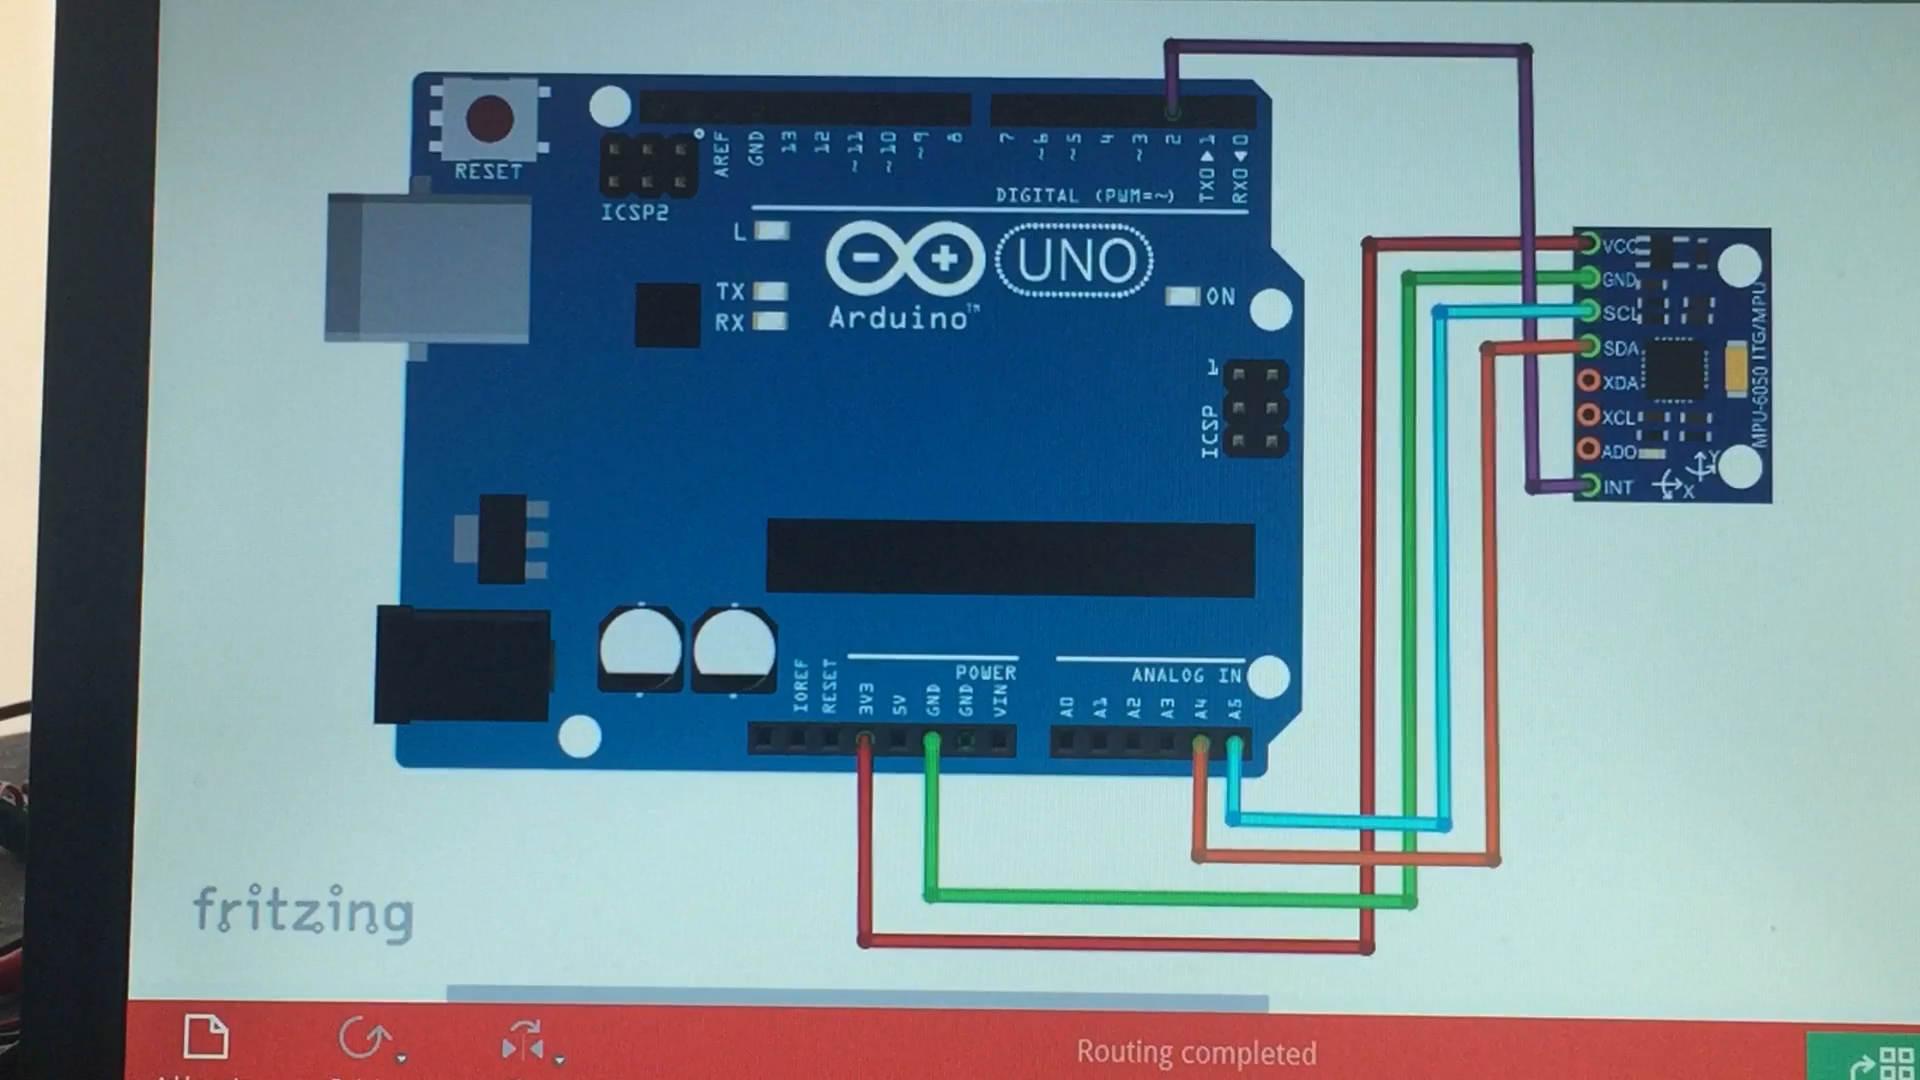 RESET
ICSP2
AREF
GND
13
12
~11
~10
~9
8
7
~6
~5
4
~3
2
TX0▶1
RX0◀0
DIGITAL (PWM=~)
L
TX
RX
UNO
Arduino™
ON
1
ICSP
VCC
GND
SCL
SDA
XDA
XCL
ADO
INT
MPU-6050 ITG/MPU
Y
X
POWER
ANALOG IN
IOREF
RESET
3V3
5V
GND
GND
VIN
A0
A1
A2
A3
A4
A5
fritzing
Routing completed